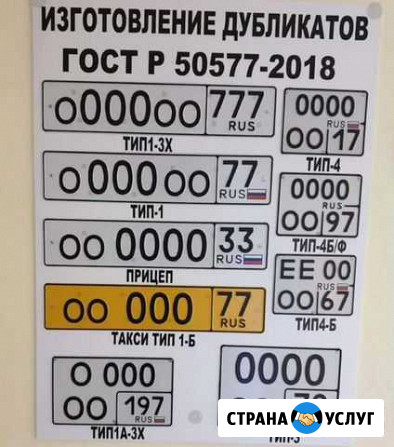 ИЗГОТОВЛЕНИЕ ДУБЛИКАТОВ
ГОСТ Р 50577-2018
о000оо 777
RUS
ТИП1-3Х
0000
оо 17
RUS
ТИП-4
о000оо 77
RUS
ТИП-1
0000
RUS
оо 97
ТИП-4Б/Ф
оо 0000 33
RUS
ПРИЦЕП
ЕЕ 00
RUS
оо 67
ТИП4-Б
оо 000 77
RUS
ТАКСИ ТИП 1-Б
о 000
оо 197
RUS
ТИП1А-3Х
0000
СТРАНА УСЛУГ